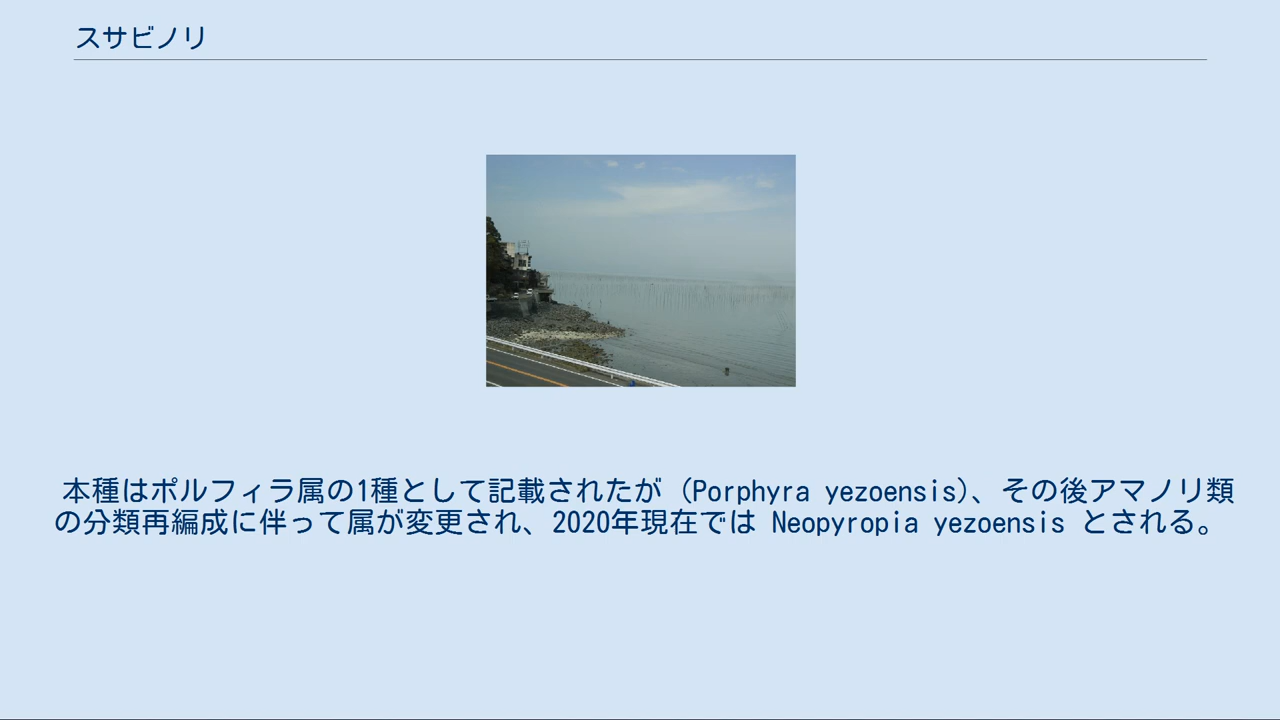 スサビノリ
本種はポルフィラ属の1種として記載されたが (Porphyra yezoensis)、その後アマノリ類
の分類再編成に伴って属が変更され、2020年現在では Neopyropia yezoensis とされる。